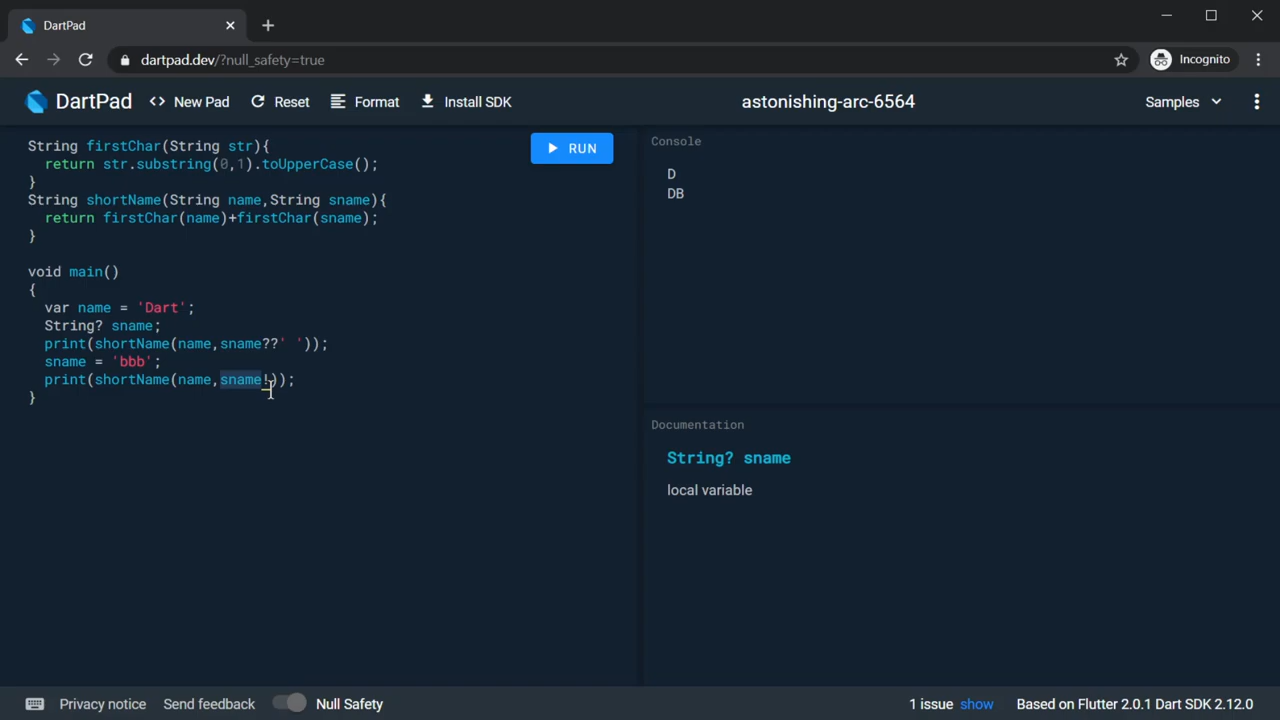 DartPad
dartpad.dev/?null_safety=true
Incognito
DartPad
<> New Pad
Reset
Format
Install SDK
astonishing-arc-6564
Samples
String firstChar(String str){
return str.substring(0,1).toUpperCase();
}
String shortName(String name,String sname){
return firstChar(name)+firstChar(sname);
}
void main()
{
var name = 'Dart';
String? sname;
print(shortName(name,sname??' '));
sname = 'bbb';
print(shortName(name,sname!));
}
RUN
Console
D
DB
Documentation
String? sname
local variable
Privacy notice
Send feedback
Null Safety
1 issue show
Based on Flutter 2.0.1 Dart SDK 2.12.0